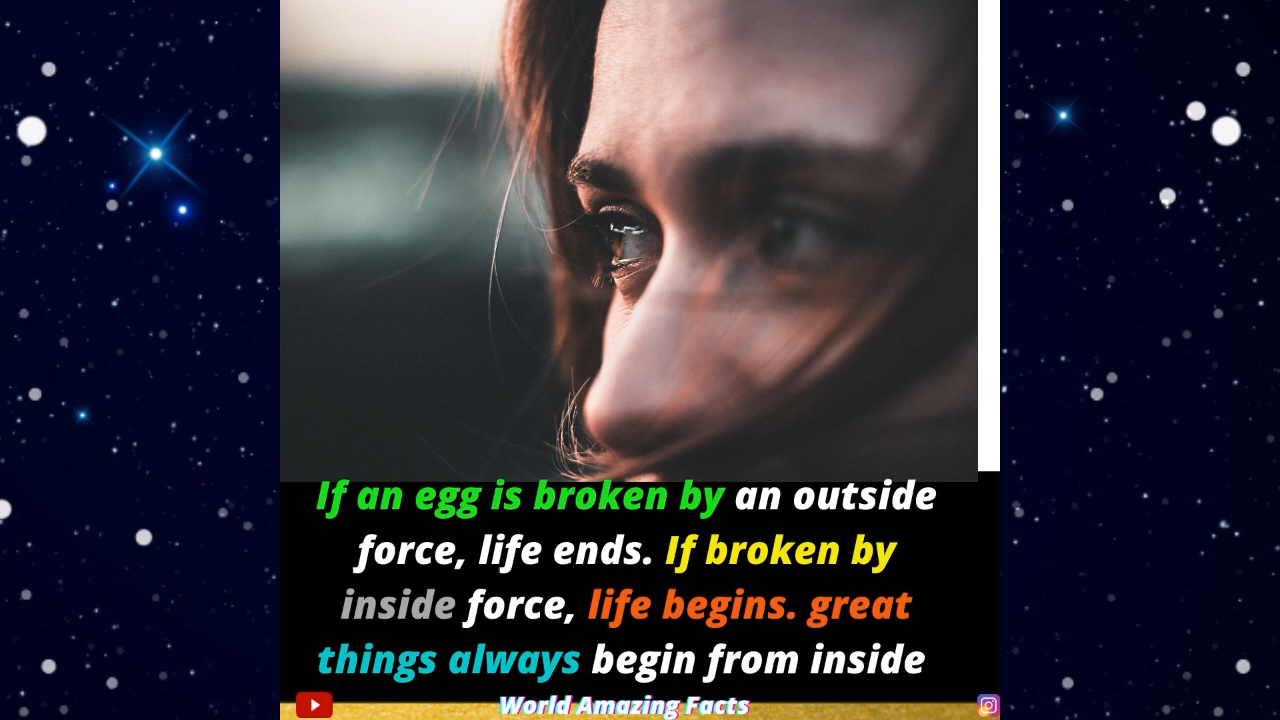 If an egg is broken by an outside
force, life ends. If broken by
inside force, life begins. great
things always begin from inside
World Amazing Facts